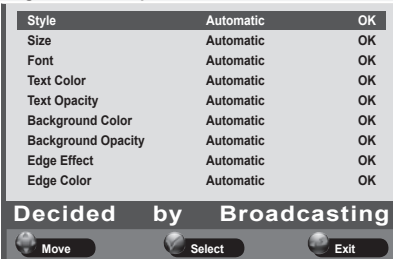 Style Automatic OK
Size Automatic OK
Font Automatic OK
Text Color Automatic OK
Text Opacity Automatic OK
Background Color Automatic OK
Background Opacity Automatic OK
Edge Effect Automatic OK
Edge Color Automatic OK
Decided by Broadcasting
Move Select Exit